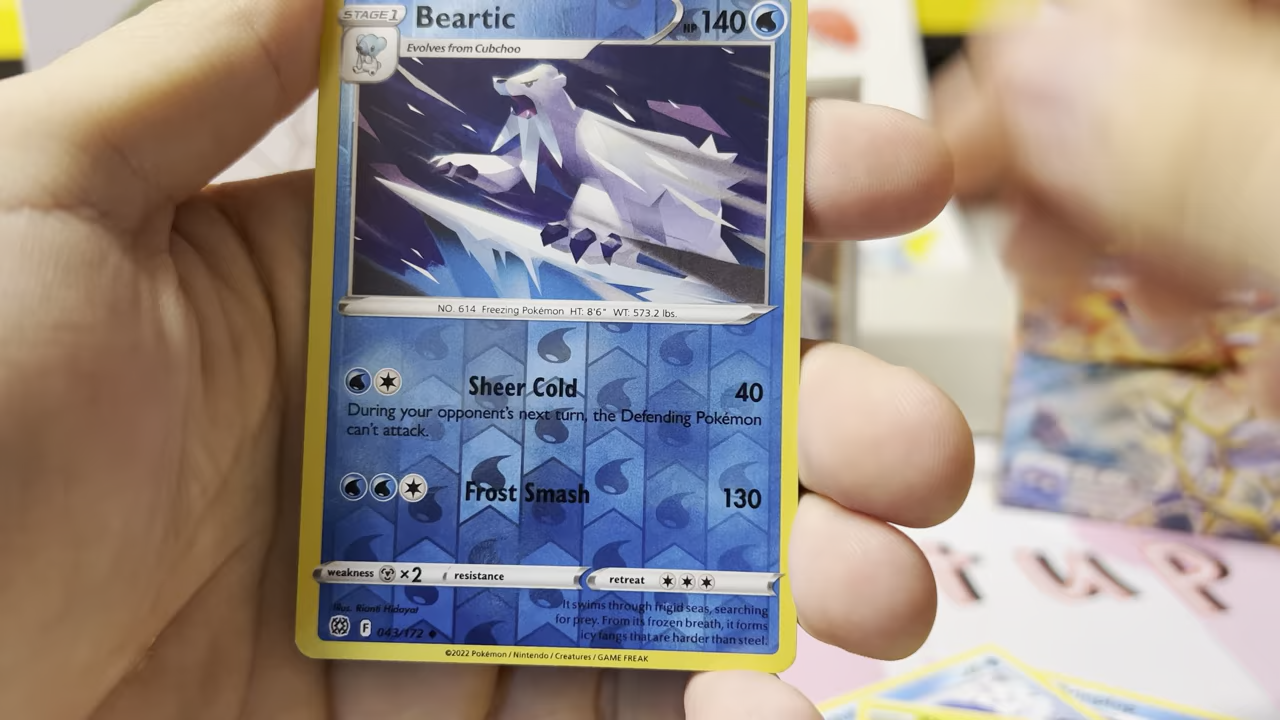 STAGE 1
Beartic
HP 140
Evolves from Cubchoo
NO. 614 Freezing Pokémon HT: 8'6" WT: 573.2 lbs.
Sheer Cold 40
During your opponent's next turn, the Defending Pokémon
can't attack.
Frost Smash 130
weakness ×2 resistance retreat
Illus. Rianti Hidayat
It swims through frigid seas, searching
for prey. From its frozen breath, it forms
icy fangs that are harder than steel.
F 043/172
©2022 Pokémon / Nintendo / Creatures / GAME FREAK